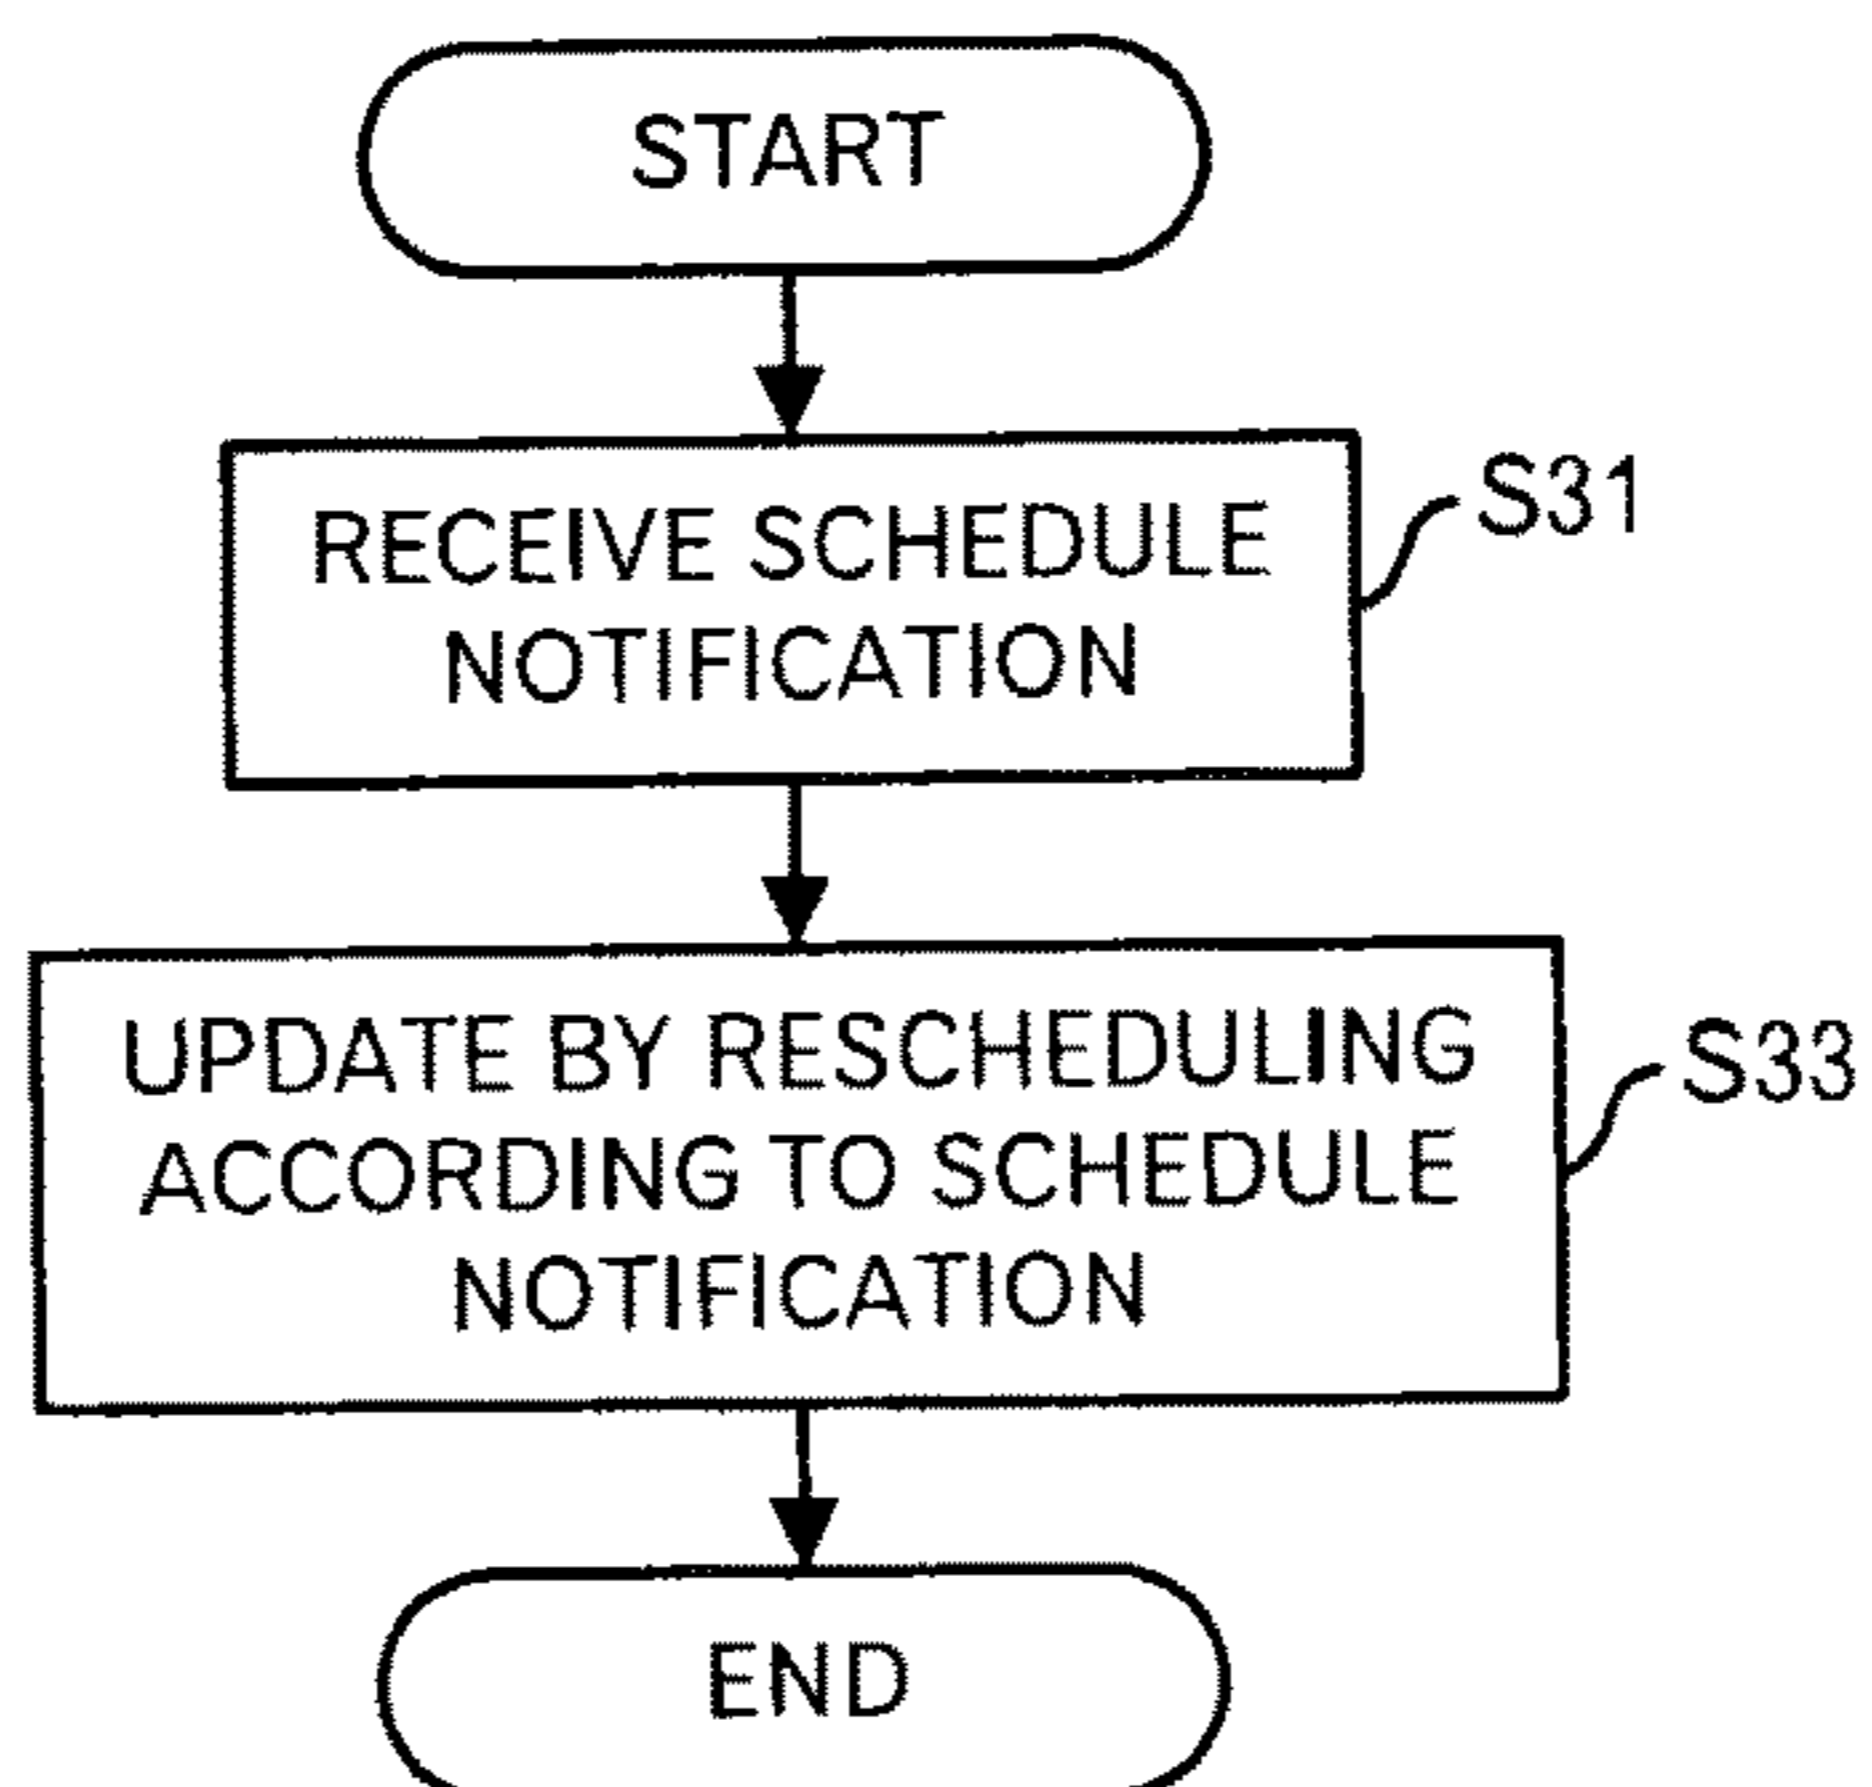 START
RECEIVE SCHEDULE
NOTIFICATION
S31
UPDATE BY RESCHEDULING
ACCORDING TO SCHEDULE
NOTIFICATION
S33
END